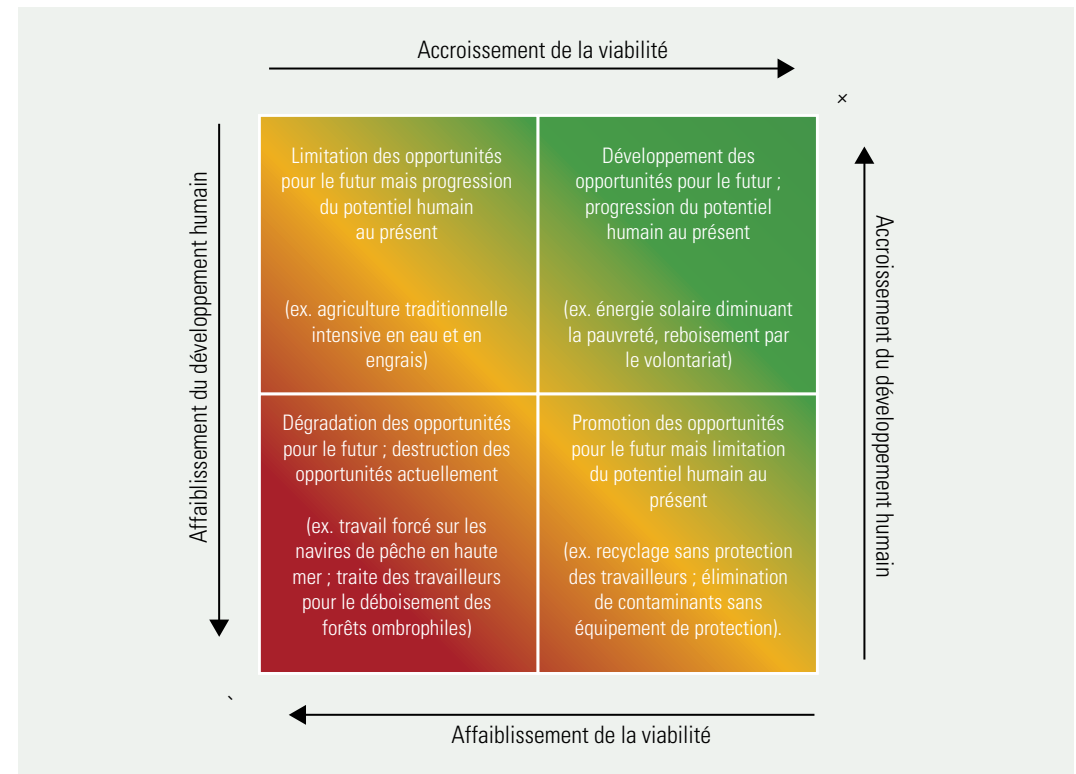 Accroissement de la viabilité
×
Affaiblissement du développement humain
Limitation des opportunités
pour le futur mais progression
du potentiel humain
au présent
(ex. agriculture traditionnelle
intensive en eau et en
engrais)
Développement des
opportunités pour le futur ;
progression du potentiel
humain au présent
(ex. énergie solaire diminuant
la pauvreté, reboisement par
le volontariat)
Accroissement du développement humain
Dégradation des opportunités
pour le futur ; destruction des
opportunités actuellement
(ex. travail forcé sur les
navires de pêche en haute
mer ; traite des travailleurs
pour le déboisement des
forêts ombrophiles)
Promotion des opportunités
pour le futur mais limitation
du potentiel humain au
présent
(ex. recyclage sans protection
des travailleurs ; élimination
de contaminants sans
équipement de protection).
`
Affaiblissement de la viabilité